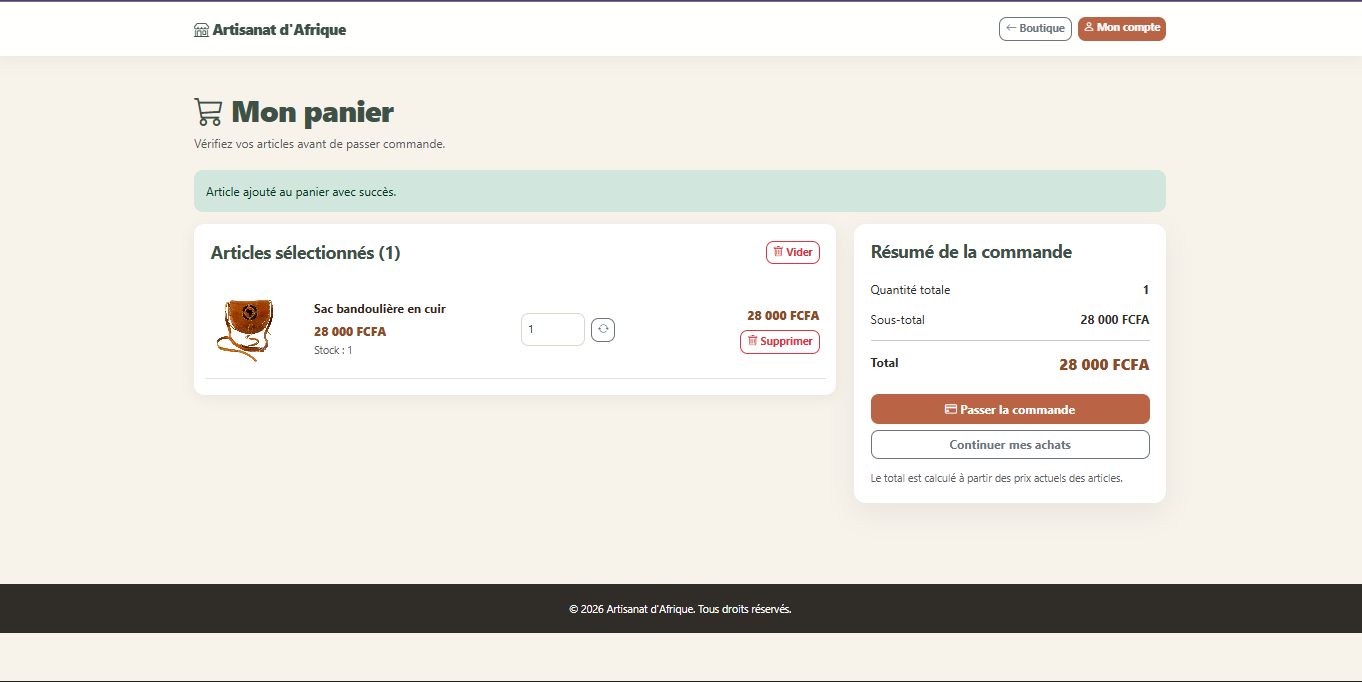 Artisanat d'Afrique
← Boutique
Mon compte
Mon panier
Vérifiez vos articles avant de passer commande.
Article ajouté au panier avec succès.
Articles sélectionnés (1)
Vider
Sac bandoulière en cuir
28 000 FCFA
Stock : 1
1
28 000 FCFA
Supprimer
Résumé de la commande
Quantité totale 1
Sous-total 28 000 FCFA
Total 28 000 FCFA
Passer la commande
Continuer mes achats
Le total est calculé à partir des prix actuels des articles.
© 2026 Artisanat d'Afrique. Tous droits réservés.